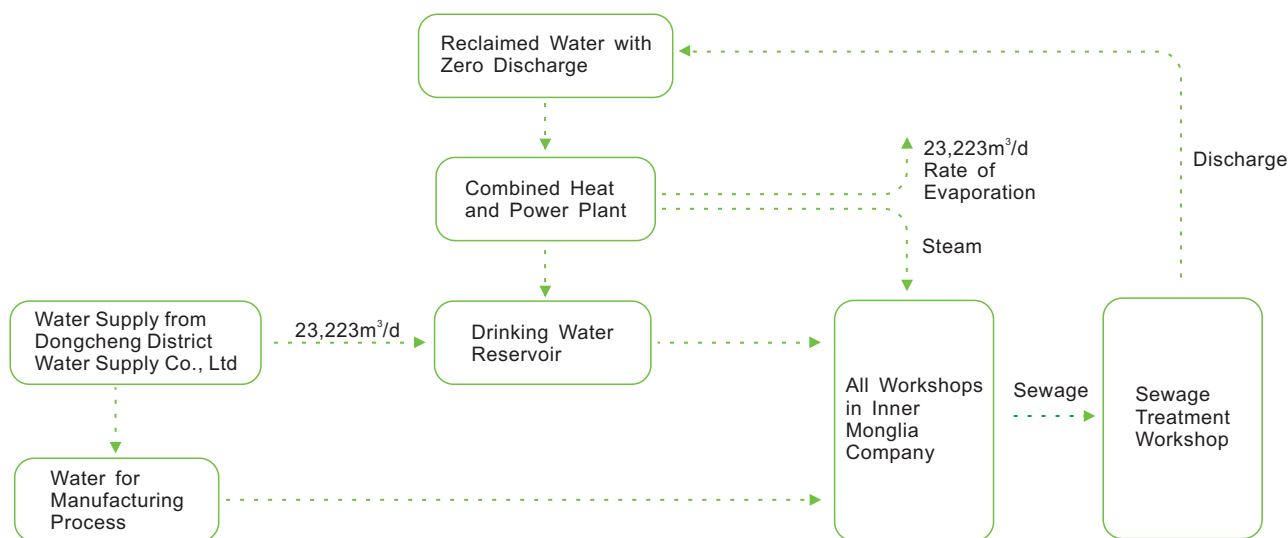 Reclaimed Water with
Zero Discharge
23,223m³/d
Rate of
Evaporation
Discharge
Combined Heat
and Power Plant
Steam
Water Supply from
Dongcheng District
Water Supply Co., Ltd
23,223m³/d
Drinking Water
Reservoir
All Workshops
in Inner
Monglia
Company
Sewage
Sewage
Treatment
Workshop
Water for
Manufacturing
Process